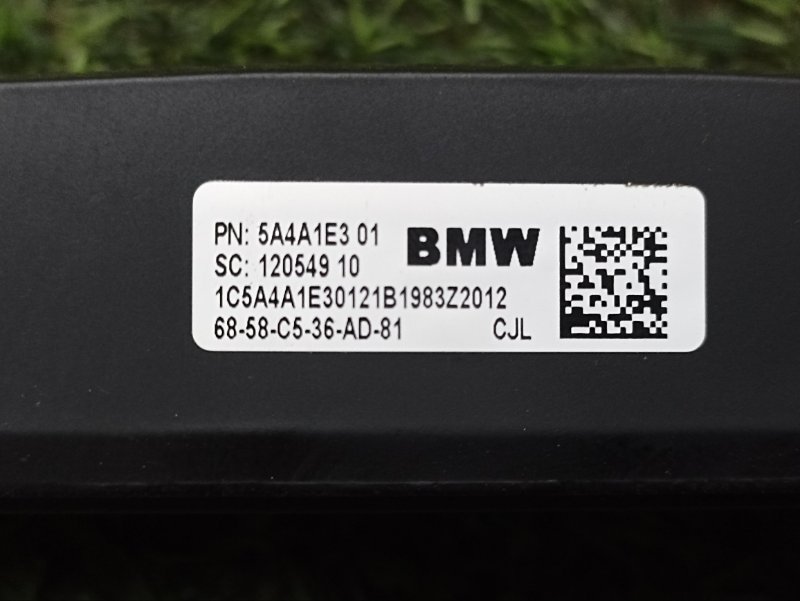 PN: 5A4A1E3 01
BMW
SC: 120549 10
1C5A4A1E30121B1983Z2012
68-58-C5-36-AD-81
CJL